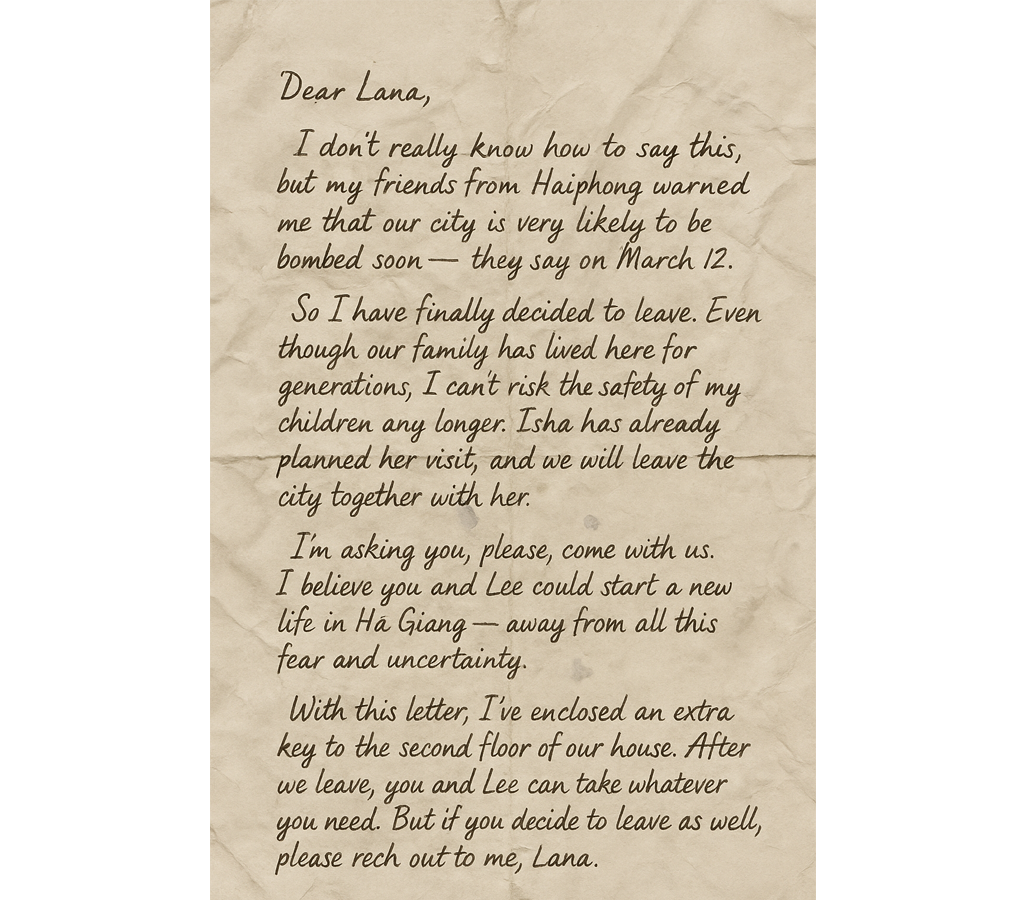 Dear Lana,
I don't really know how to say this,
but my friends from Haiphong warned
me that our city is very likely to be
bombed soon — they say on March 12.
So I have finally decided to leave. Even
though our family has lived here for
generations, I can't risk the safety of my
children any longer. Isha has already
planned her visit, and we will leave the
city together with her.
I'm asking you, please, come with us.
I believe you and Lee could start a new
life in Há Giang — away from all this
fear and uncertainty.
With this letter, I've enclosed an extra
key to the second floor of our house. After
we leave, you and Lee can take whatever
you need. But if you decide to leave as well,
please rech out to me, Lana.